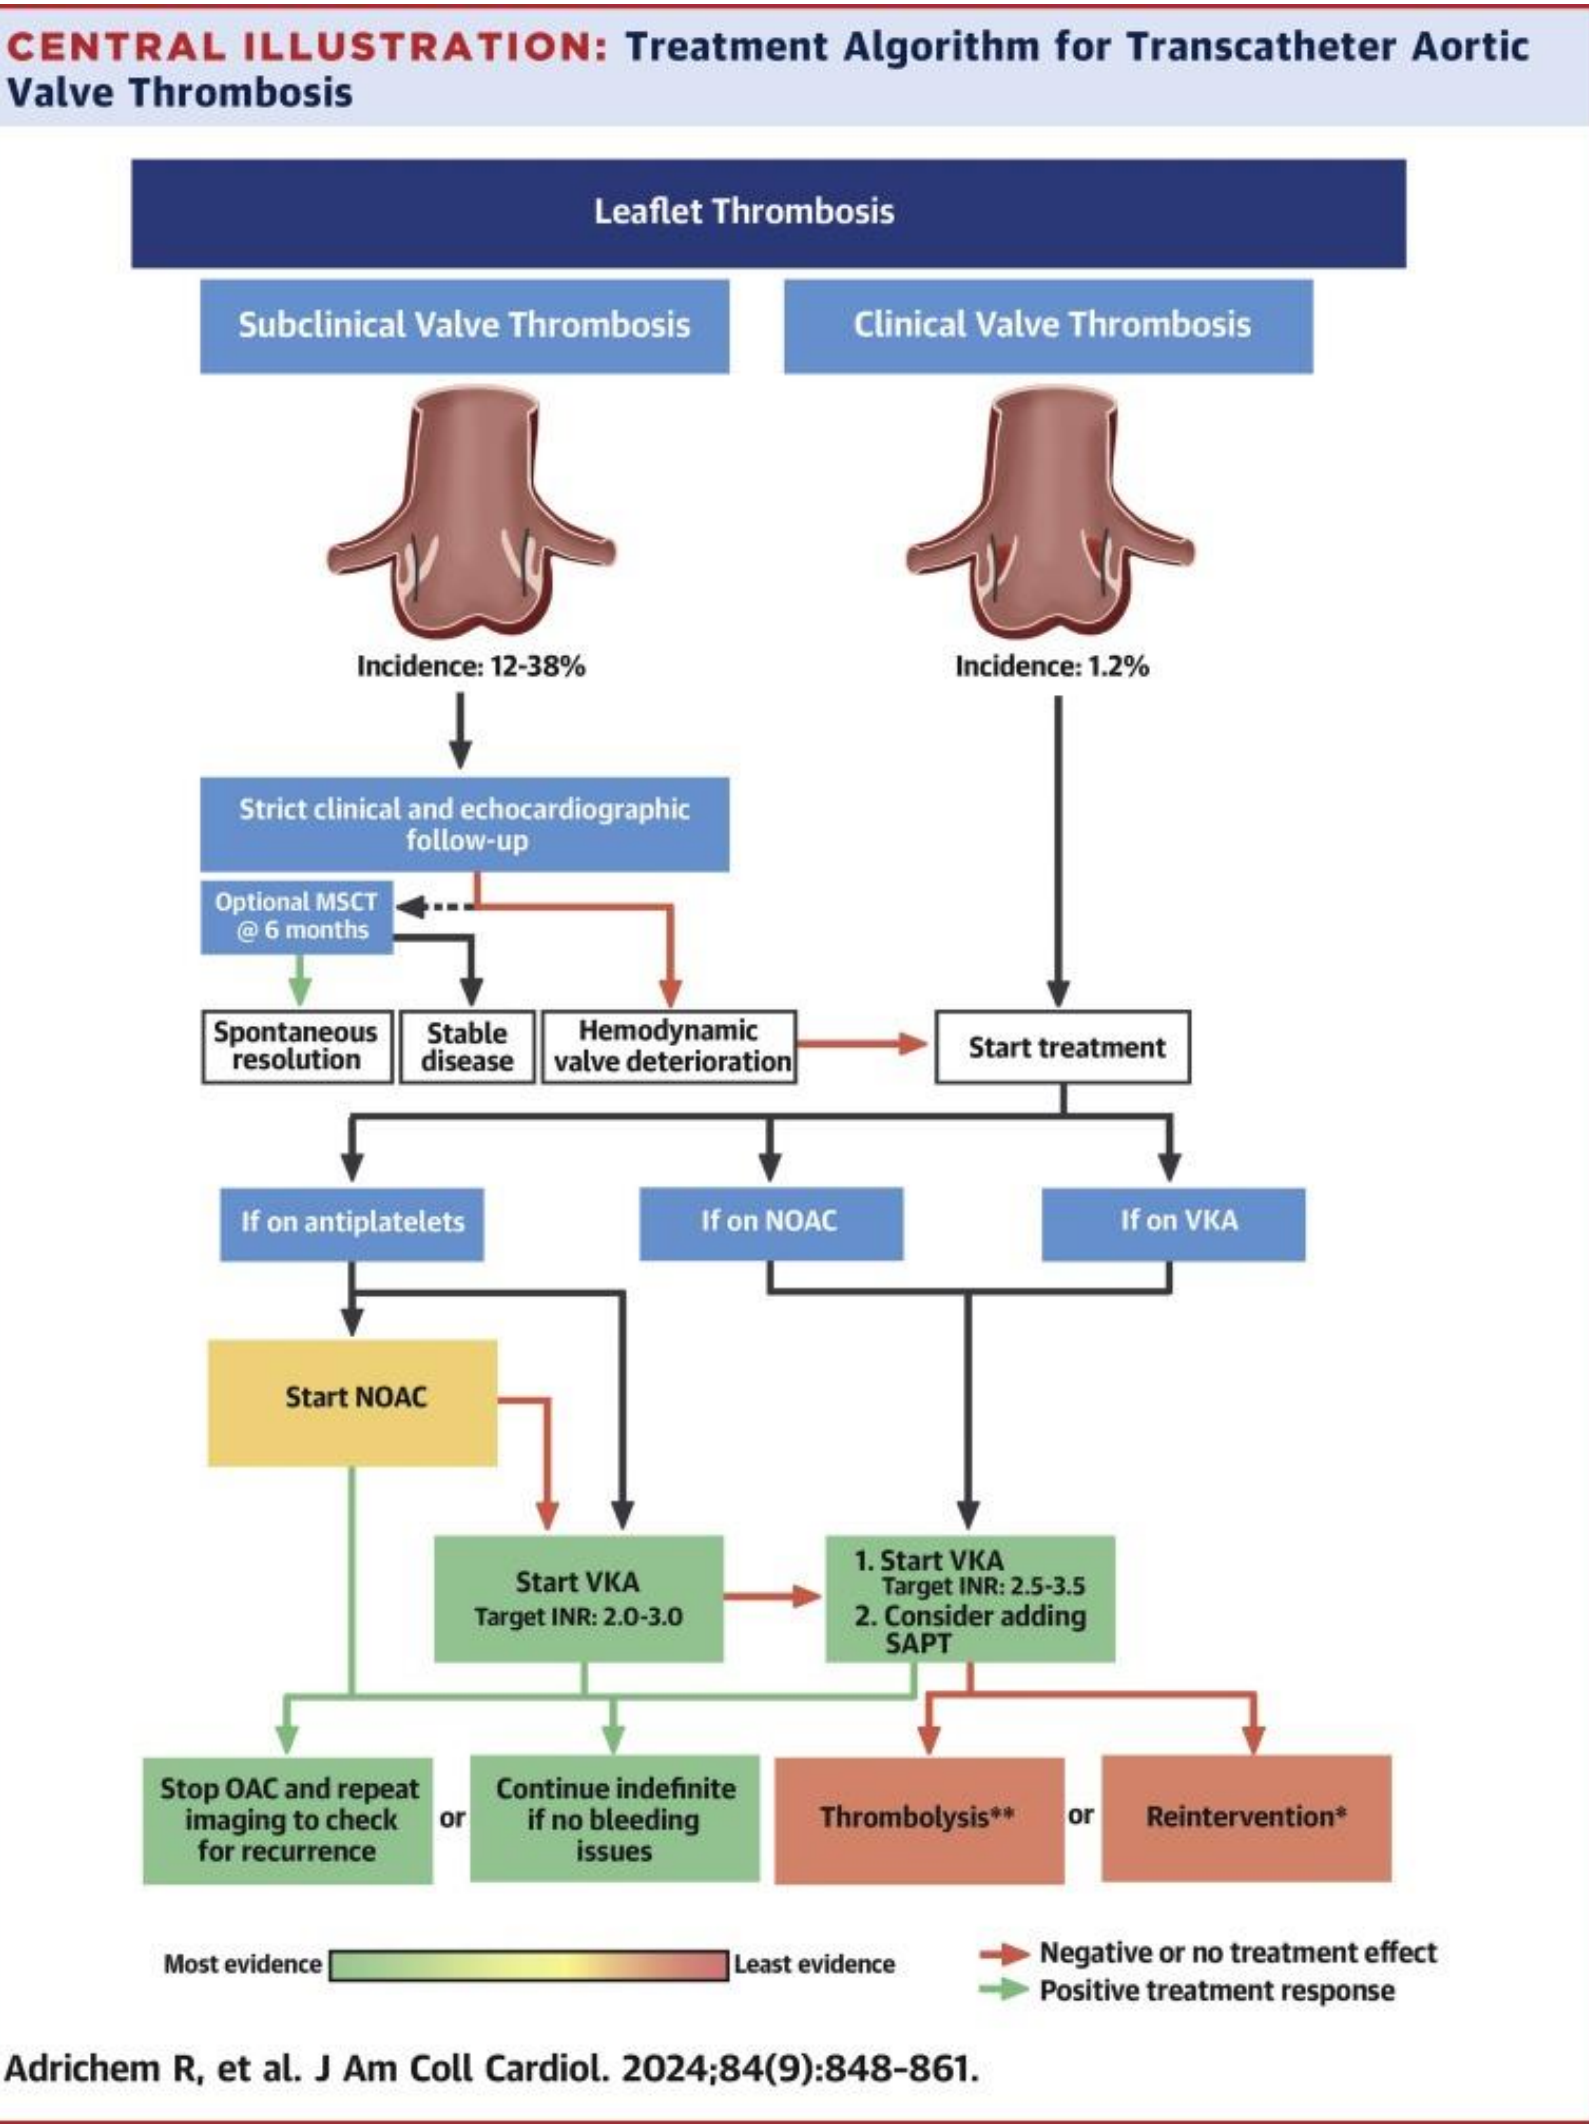 CENTRAL ILLUSTRATION: Treatment Algorithm for Transcatheter Aortic
Valve Thrombosis
Leaflet Thrombosis
Subclinical Valve Thrombosis
Clinical Valve Thrombosis
Incidence: 12-38%
Incidence: 1.2%
Strict clinical and echocardiographic
follow-up
Optional MSCT
@ 6 months
Spontaneous
resolution
Stable
disease
Hemodynamic
valve deterioration
Start treatment
If on antiplatelets
If on NOAC
If on VKA
Start NOAC
Start VKA
Target INR: 2.0-3.0
1. Start VKA
Target INR: 2.5-3.5
2. Consider adding
SAPT
Stop OAC and repeat
imaging to check
for recurrence
or
Continue indefinite
if no bleeding
issues
Thrombolysis**
or
Reintervention*
Most evidence
Least evidence
Negative or no treatment effect
Positive treatment response
Adrichem R, et al. J Am Coll Cardiol. 2024;84(9):848-861.